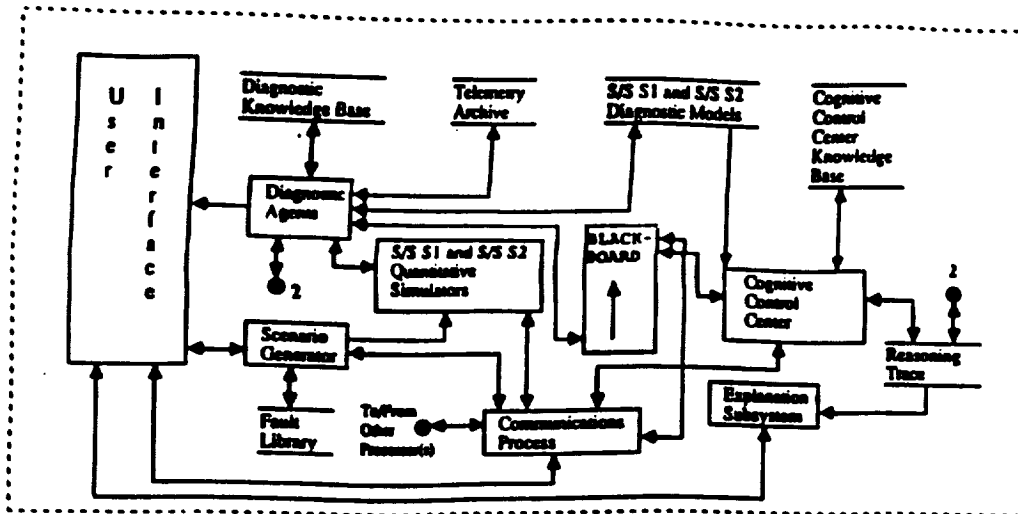 User
Interface
Diagnostic
Knowledge Base
Telemetry
Archive
S/S S1 and S/S S2
Diagnostic Models
Cognitive
Control
Center
Knowledge
Base
Diagnostic
Agents
2
S/S S1 and S/S S2
Quantitative
Simulators
BLACK-
BOARD
Cognitive
Control
Center
2
Scenario
Generator
Reasoning
Trace
Explanation
Subsystem
Fault
Library
To/From
Other
Processor(s)
Communications
Process